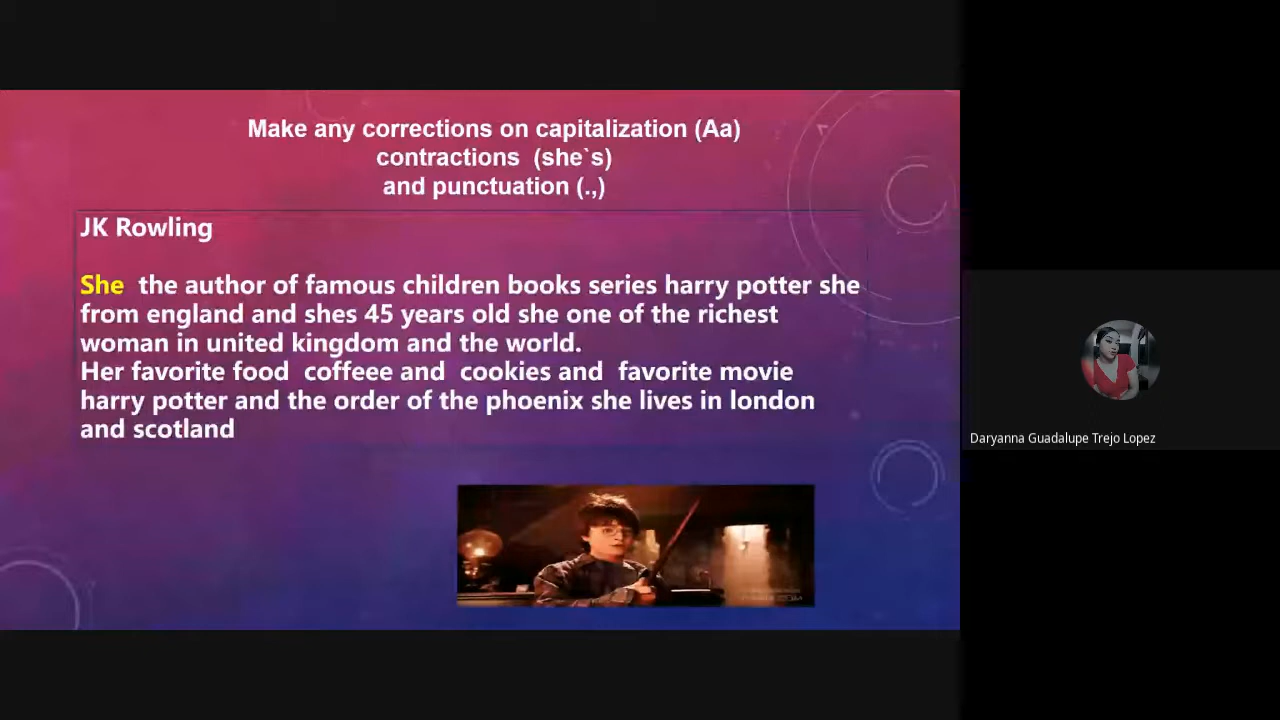 Make any corrections on capitalization (Aa)
contractions (she`s)
and punctuation (.,)
JK Rowling
She the author of famous children books series harry potter she
from england and shes 45 years old she one of the richest
woman in united kingdom and the world.
Her favorite food coffeee and cookies and favorite movie
harry potter and the order of the phoenix she lives in london
and scotland
Daryanna Guadalupe Trejo Lopez